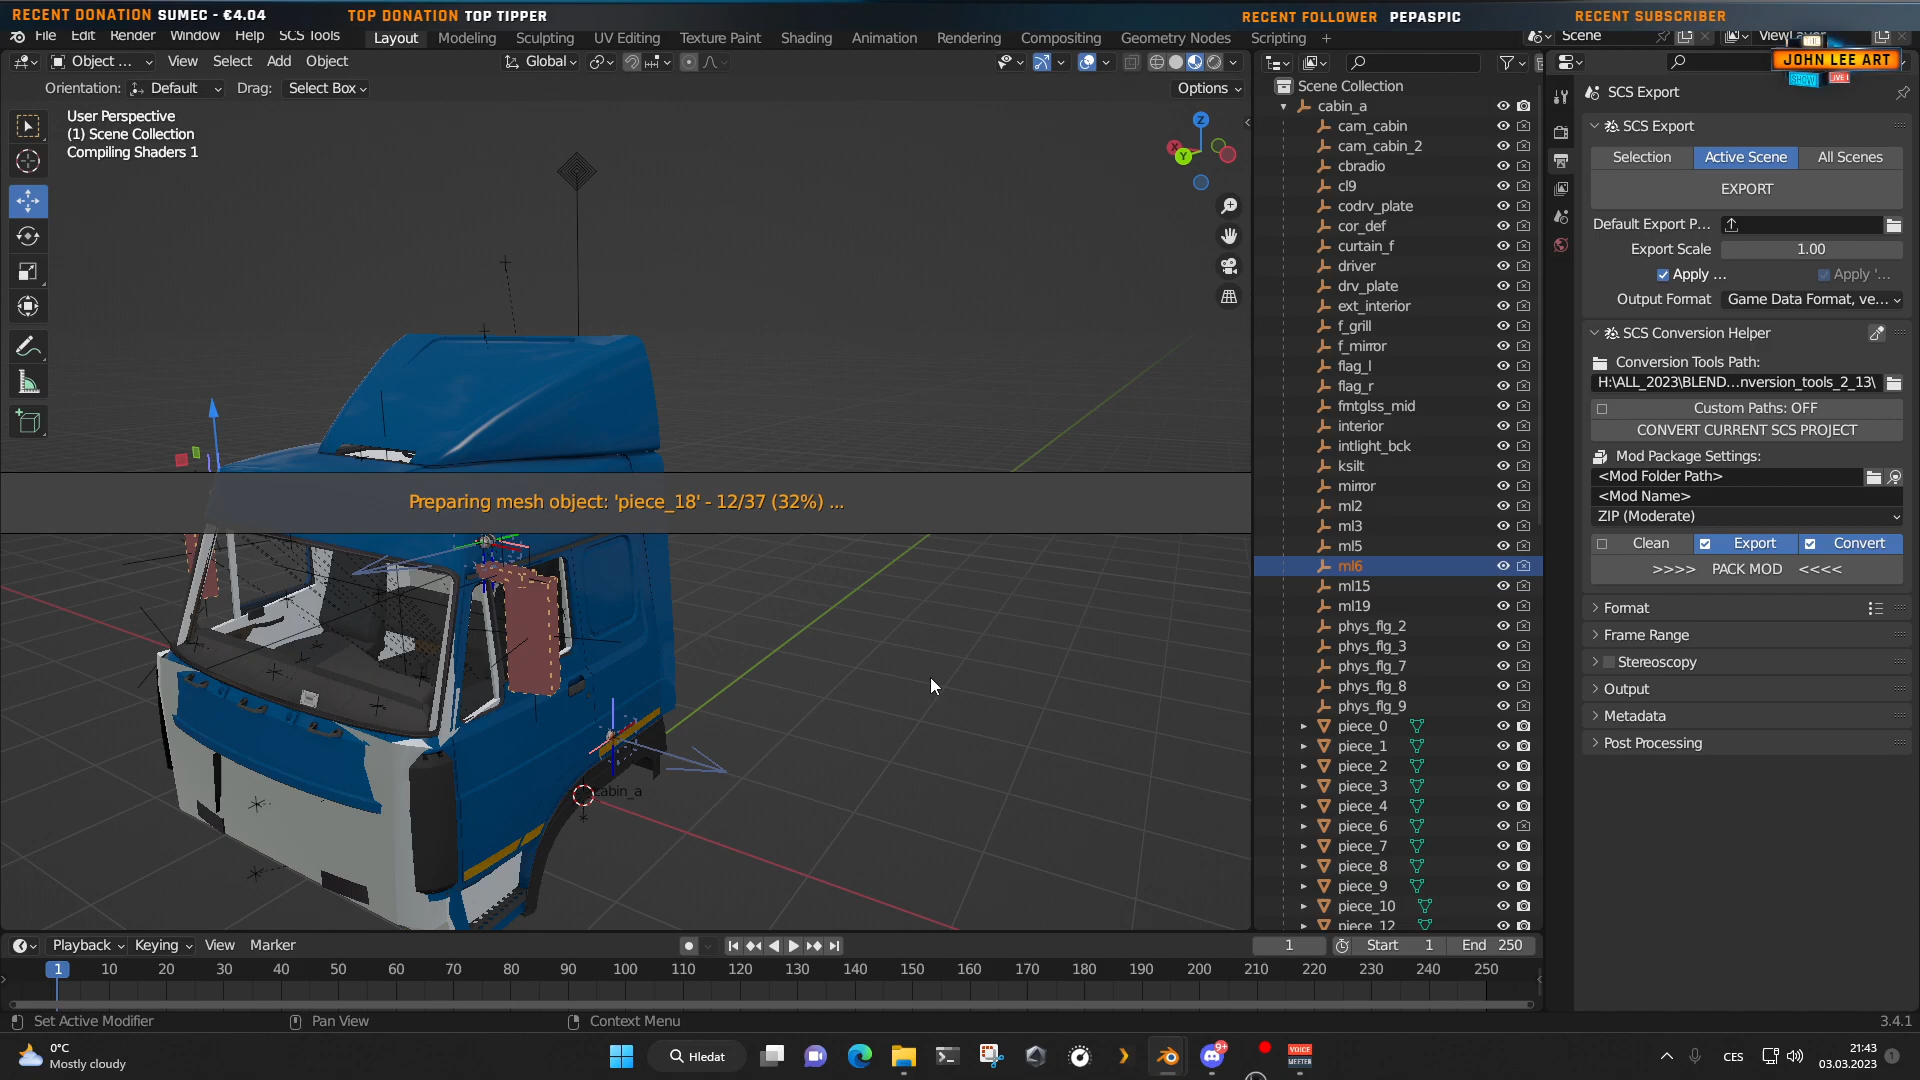 RECENT DONATION SUMEC - €4.04
TOP DONATION TOP TIPPER
RECENT FOLLOWER PEPASPIC
RECENT SUBSCRIBER
File Edit Render Window Help SCS Tools
Layout Modeling Sculpting UV Editing Texture Paint Shading Animation Rendering Compositing Geometry Nodes Scripting +
Scene
ViewLayer
JOHN LEE ART
SHOW
LIVE!
Object ...
View Select Add Object
Global
Orientation: Default Drag: Select Box
Options
User Perspective
(1) Scene Collection
Compiling Shaders 1
Z
X
Y
Preparing mesh object: 'piece_18' - 12/37 (32%) ...
cabin_a
Scene Collection
cabin_a
cam_cabin
cam_cabin_2
cbradio
cl9
codrv_plate
cor_def
curtain_f
driver
drv_plate
ext_interior
f_grill
f_mirror
flag_l
flag_r
fmtglss_mid
interior
intlight_bck
ksilt
mirror
ml2
ml3
ml5
ml6
ml15
ml19
phys_flg_2
phys_flg_3
phys_flg_7
phys_flg_8
phys_flg_9
piece_0
piece_1
piece_2
piece_3
piece_4
piece_6
piece_7
piece_8
piece_9
piece_10
piece_12
SCS Export
SCS Export
Selection Active Scene All Scenes
EXPORT
Default Export P...
Export Scale 1.00
Apply ... Apply '...
Output Format Game Data Format, ve...
SCS Conversion Helper
Conversion Tools Path:
H:\ALL_2023\BLEND...nversion_tools_2_13\
Custom Paths: OFF
CONVERT CURRENT SCS PROJECT
Mod Package Settings:
<Mod Folder Path>
<Mod Name>
ZIP (Moderate)
Clean Export Convert
>>>> PACK MOD <<<<
Format
Frame Range
Stereoscopy
Output
Metadata
Post Processing
Playback Keying View Marker
1 Start 1 End 250
1 10 20 30 40 50 60 70 80 90 100 110 120 130 140 150 160 170 180 190 200 210 220 230 240 250
Set Active Modifier Pan View Context Menu
3.4.1
0°C
Mostly cloudy
Hledat
9+
VOICE
MEETER
CES
21:43
03.03.2023
1